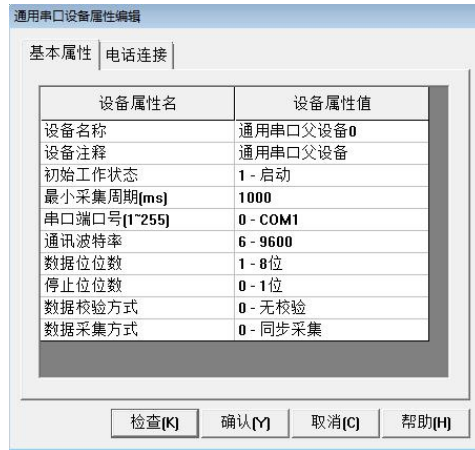 通用串口设备属性编辑
基本属性 电话连接
设备属性名 设备属性值
设备名称 通用串口父设备0
设备注释 通用串口父设备
初始工作状态 1 - 启动
最小采集周期(ms) 1000
串口端口号(1~255) 0 - COM1
通讯波特率 6 - 9600
数据位位数 1 - 8位
停止位位数 0 - 1位
数据校验方式 0 - 无校验
数据采集方式 0 - 同步采集
检查(K) 确认(Y) 取消(C) 帮助(H)